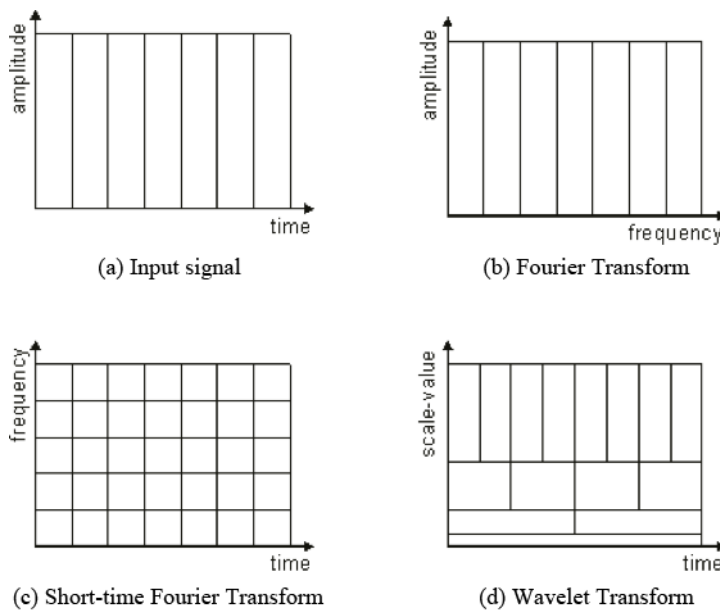 amplitude
time
(a) Input signal
amplitude
frequency
(b) Fourier Transform
frequency
time
(c) Short-time Fourier Transform
scale-value
time
(d) Wavelet Transform